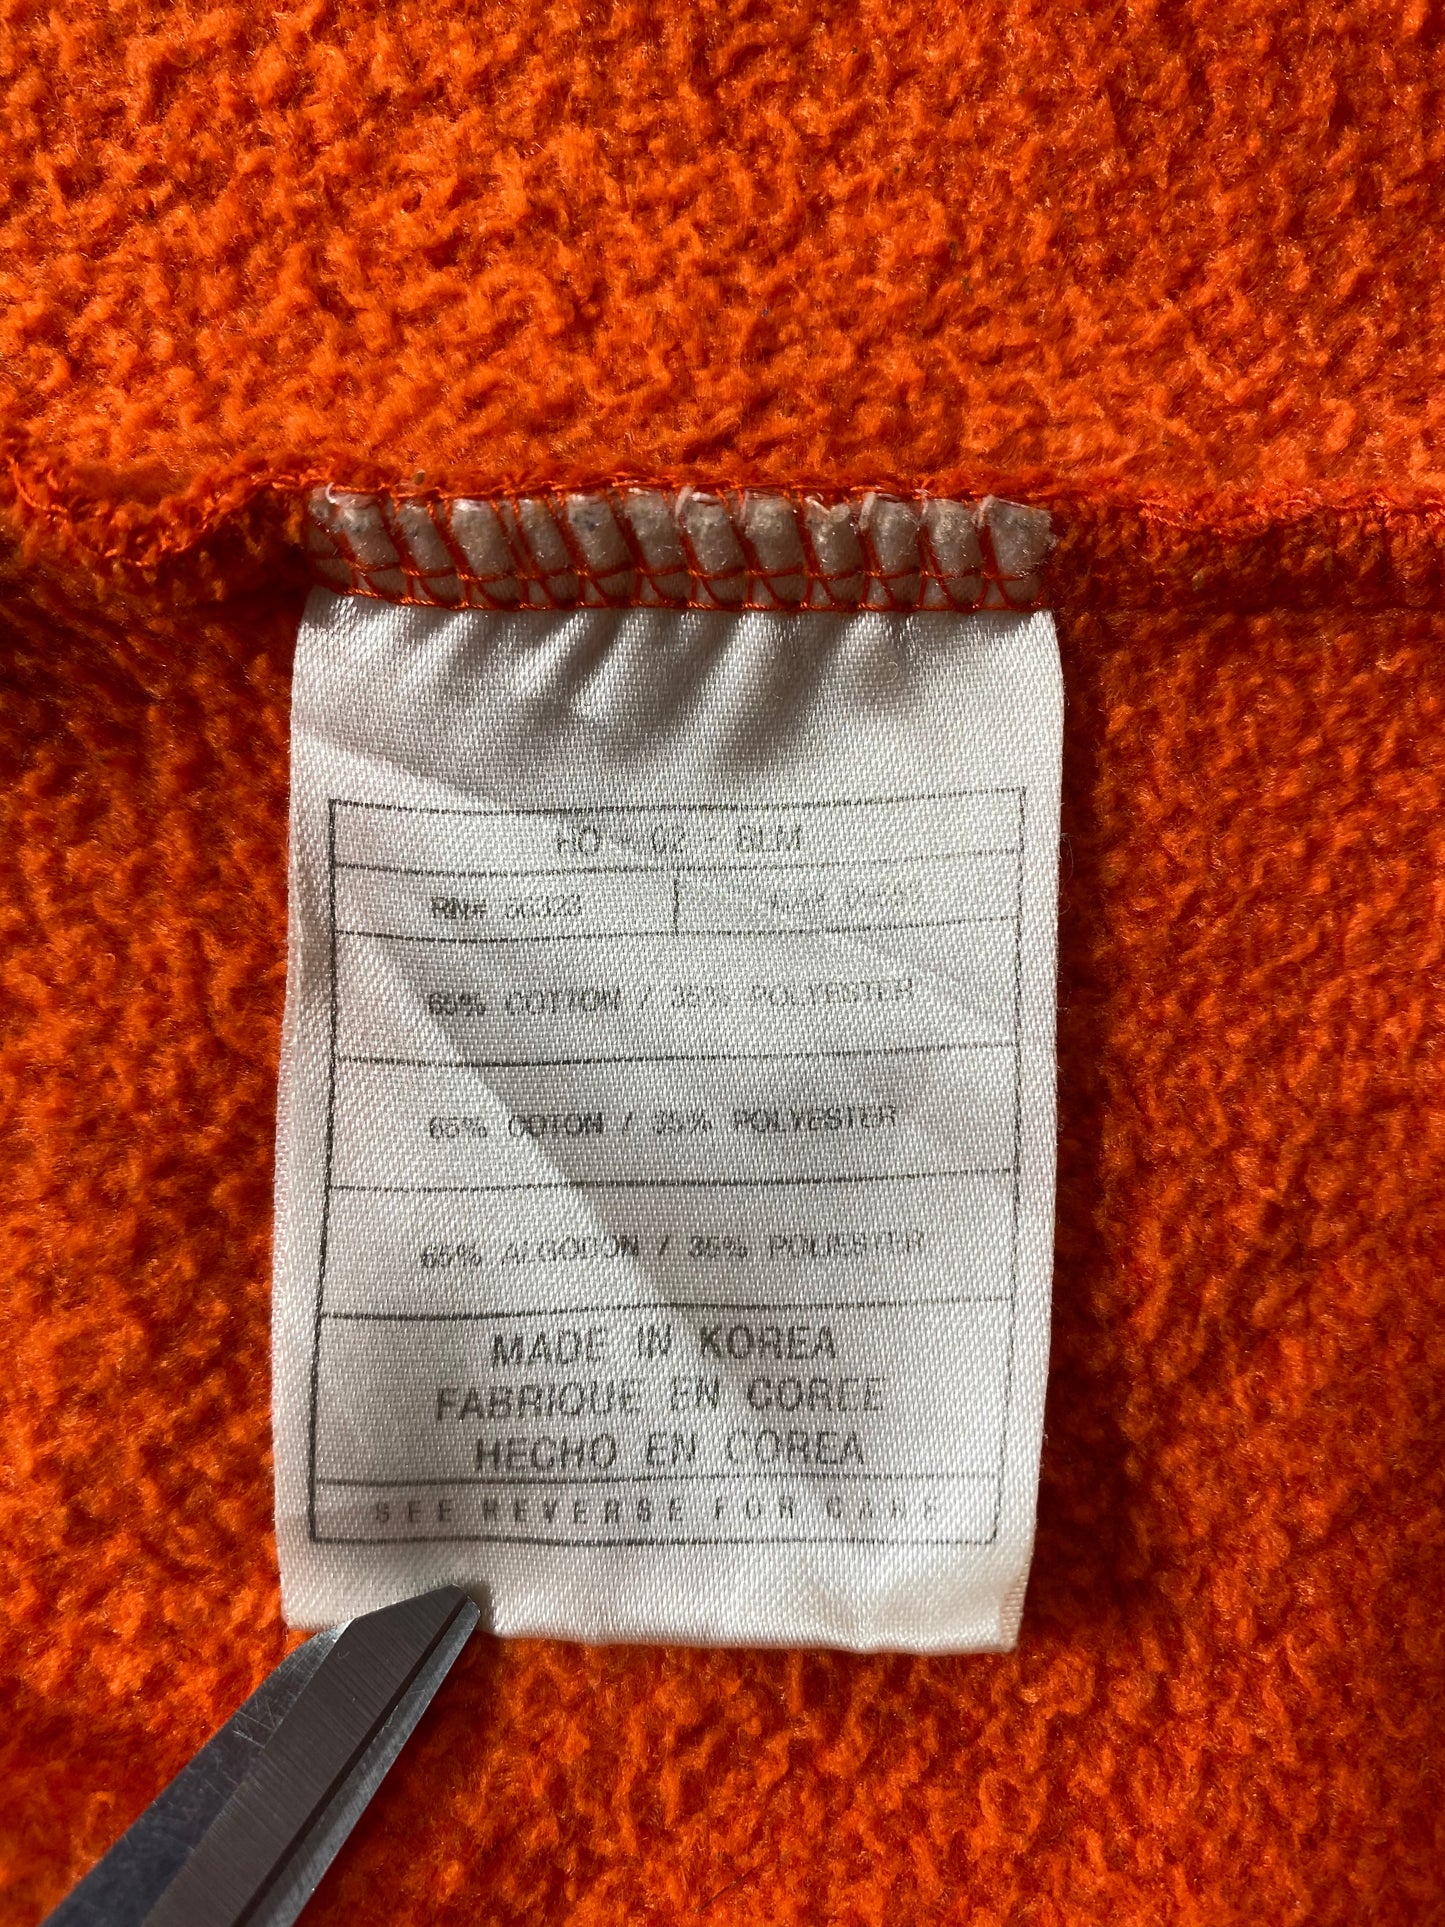 HO - 02 - BLM
RN# 56323
65% COTTON / 35% POLYESTER
65% COTON / 35% POLYESTER
65% ALGODON / 35% POLIESTER
MADE IN KOREA
FABRIQUE EN COREE
HECHO EN COREA
SEE REVERSE FOR CARE